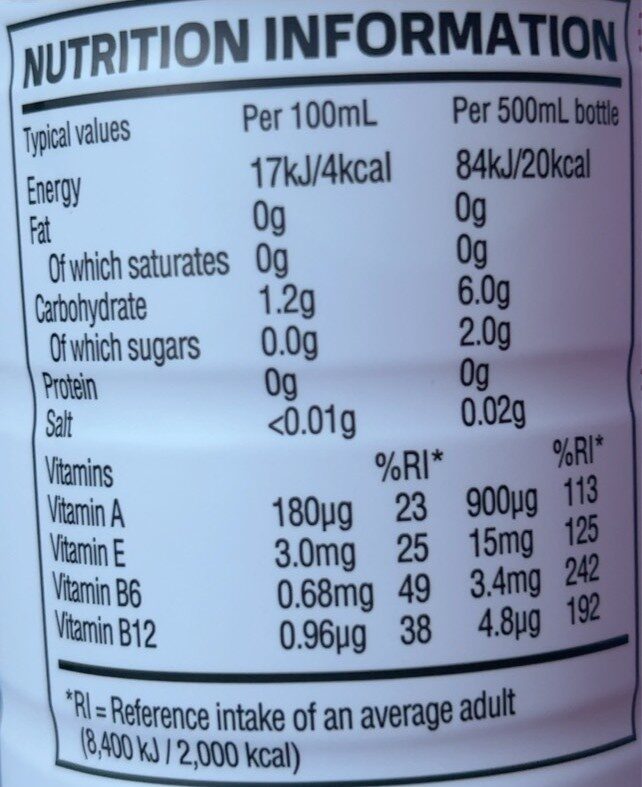 NUTRITION INFORMATION
Typical values Per 100mL Per 500mL bottle
Energy 17kJ/4kcal 84kJ/20kcal
Fat 0g 0g
Of which saturates 0g 0g
Carbohydrate 1.2g 6.0g
Of which sugars 0.0g 2.0g
Protein 0g 0g
Salt <0.01g 0.02g
Vitamins %RI* %RI*
Vitamin A 180µg 23 900µg 113
Vitamin E 3.0mg 25 15mg 125
Vitamin B6 0.68mg 49 3.4mg 242
Vitamin B12 0.96µg 38 4.8µg 192
*RI = Reference intake of an average adult
(8,400 kJ / 2,000 kcal)